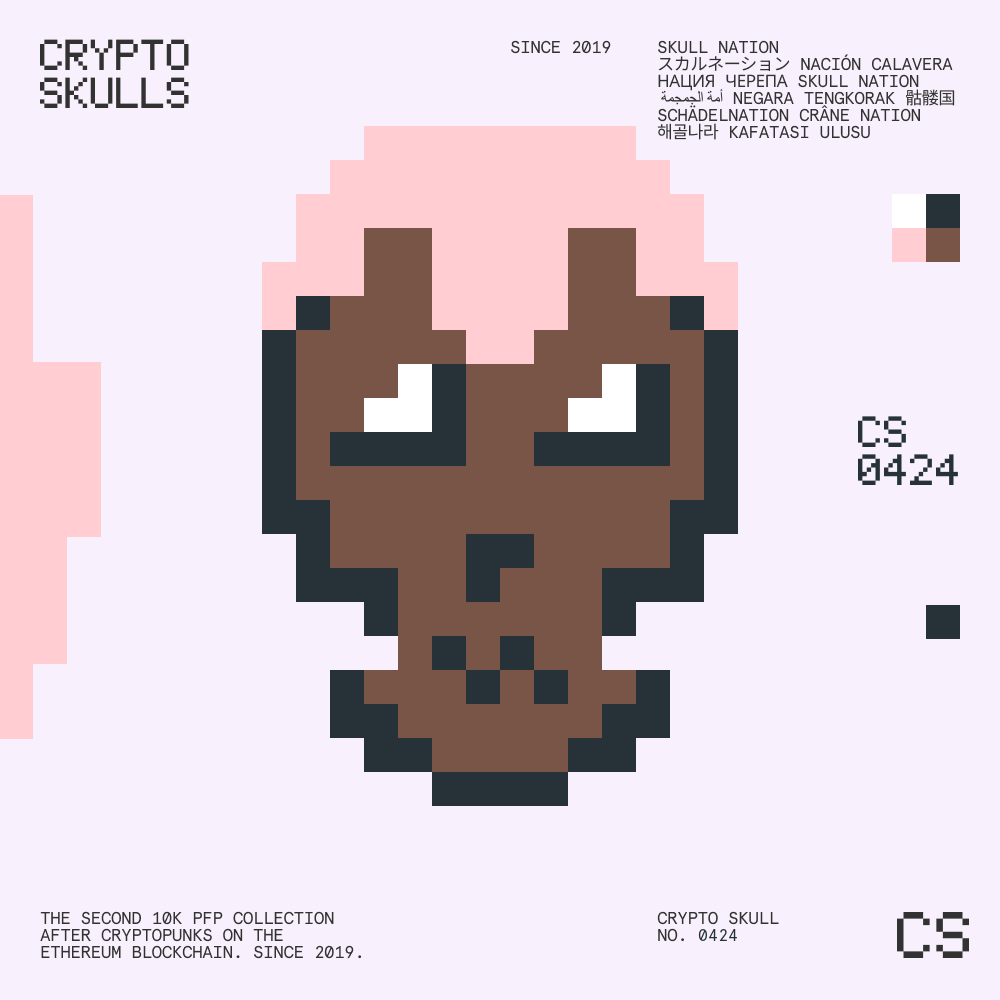 CRYPTO
SKULLS
SINCE 2019
SKULL NATION
スカルネーション NACIÓN CALAVERA
НАЦИЯ ЧЕРЕПА SKULL NATION
أمة الجمجمة NEGARA TENGKORAK 骷髅国
SCHÄDELNATION CRÂNE NATION
해골나라 KAFATASI ULUSU
CS
0424
THE SECOND 10K PFP COLLECTION
AFTER CRYPTOPUNKS ON THE
ETHEREUM BLOCKCHAIN. SINCE 2019.
CRYPTO SKULL
NO. 0424
CS